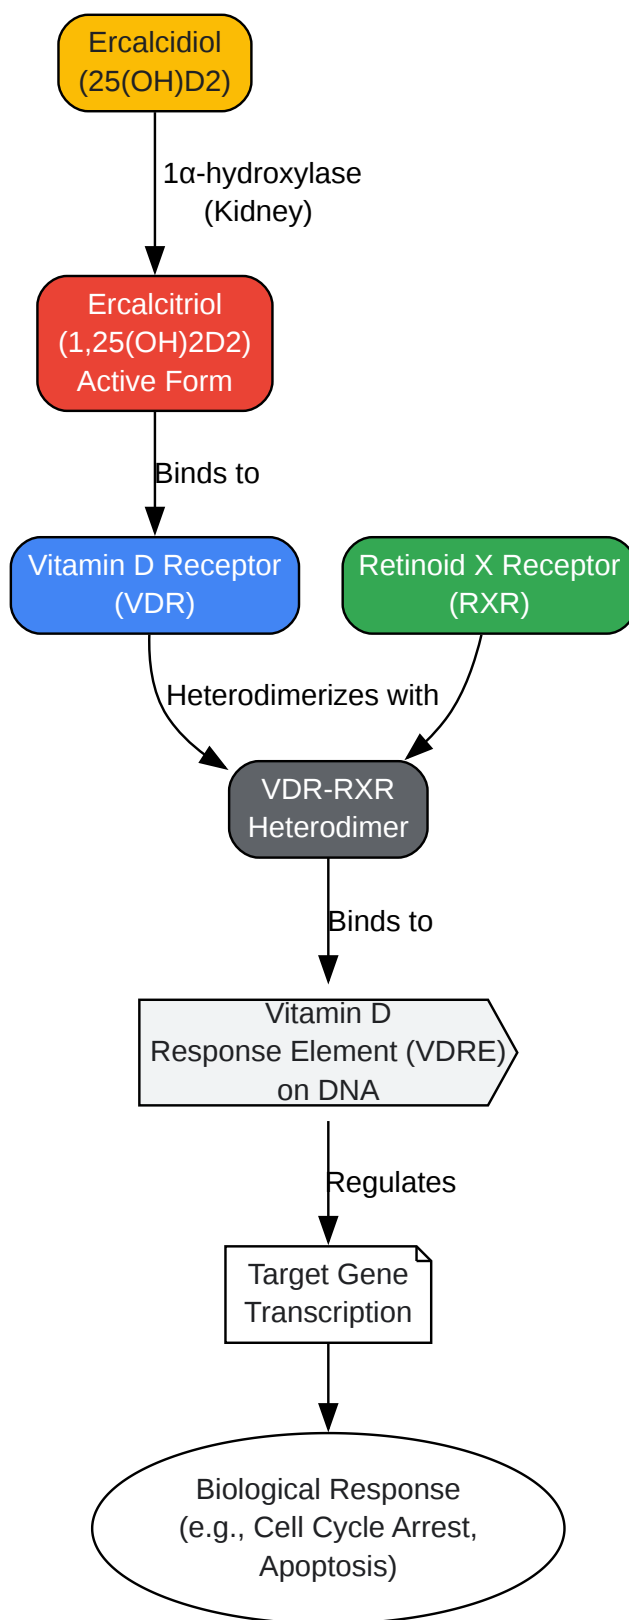 Ercalcidiol
(25(OH)D2)
1α-hydroxylase
(Kidney)
Ercalcitriol
(1,25(OH)2D2)
Active Form
Binds to
Vitamin D Receptor
(VDR)
Retinoid X Receptor
(RXR)
Heterodimerizes with
VDR-RXR
Heterodimer
Binds to
Vitamin D
Response Element (VDRE)
on DNA
Regulates
Target Gene
Transcription
Biological Response
(e.g., Cell Cycle Arrest,
Apoptosis)